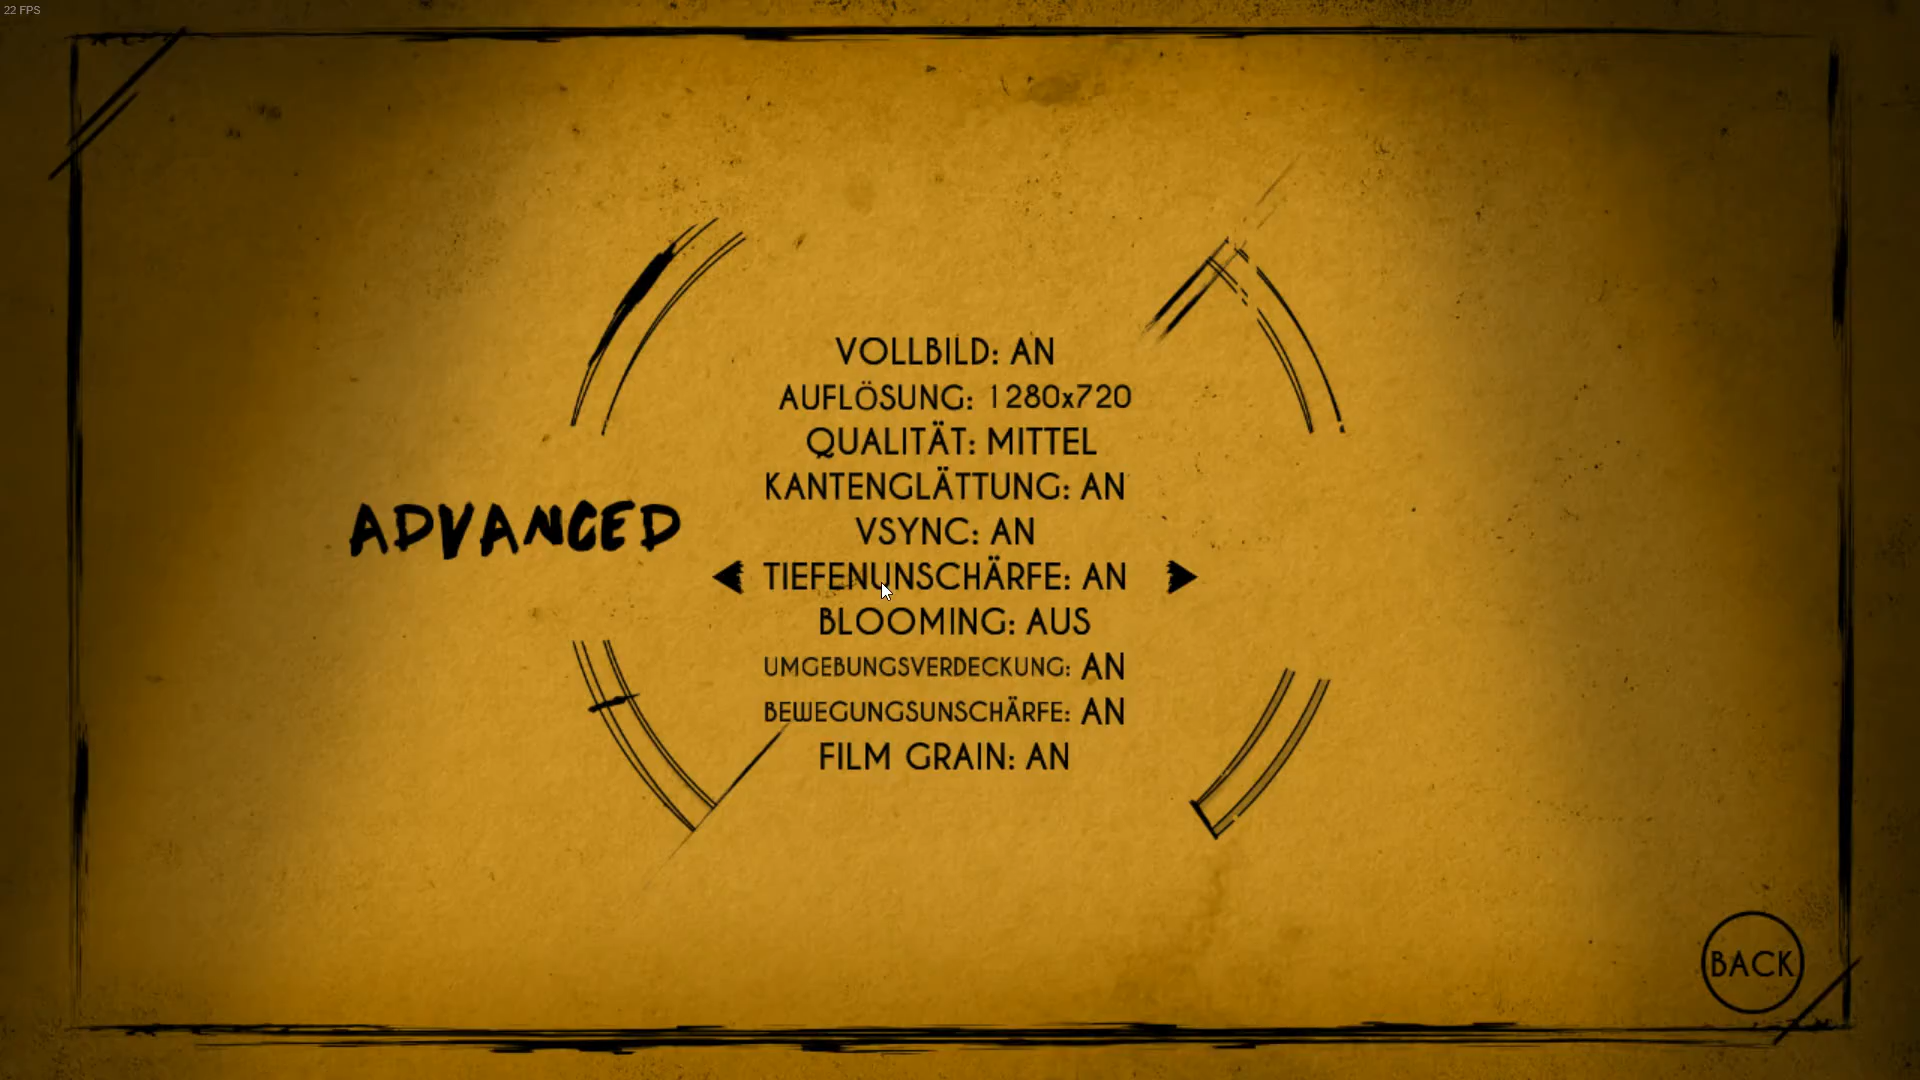 22 FPS
VOLLBILD: AN
AUFLÖSUNG: 1280x720
QUALITÄT: MITTEL
KANTENGLÄTTUNG: AN
ADVANCED
VSYNC: AN
TIEFENUNSCHÄRFE: AN
BLOOMING: AUS
UMGEBUNGSVERDECKUNG: AN
BEWEGUNGSUNSCHÄRFE: AN
FILM GRAIN: AN
BACK